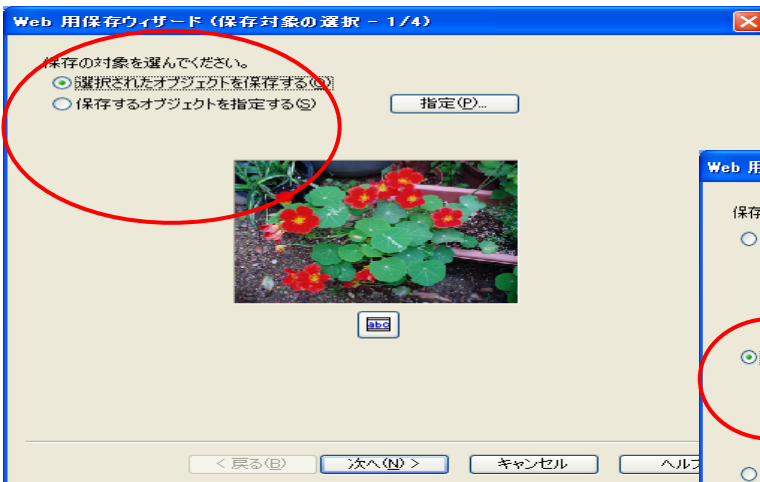 Web 用保存ウィザード (保存対象の選択 - 1/4)
保存の対象を選んでください。
選択されたオブジェクトを保存する(O)
保存するオブジェクトを指定する(S)
指定(P)...
abc
< 戻る(B)
次へ(N) >
キャンセル
ヘルプ
Web 用
保存